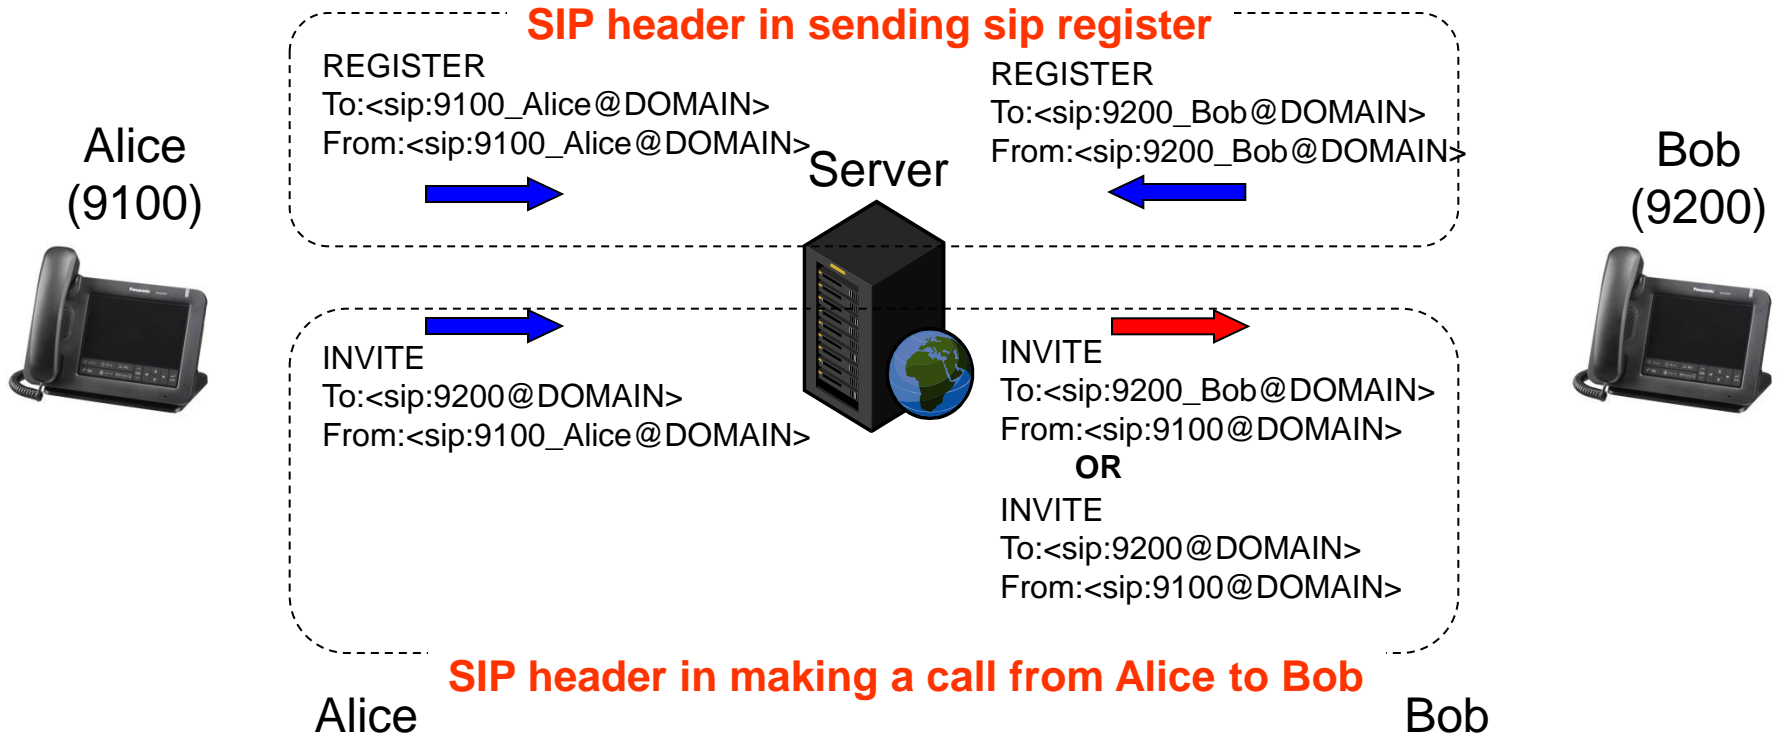 SIP header in sending sip register
REGISTER
To:<sip:9100_Alice@DOMAIN>
From:<sip:9100_Alice@DOMAIN>
REGISTER
To:<sip:9200_Bob@DOMAIN>
From:<sip:9200_Bob@DOMAIN>
Alice
(9100)
Server
Bob
(9200)
Panasonic
Panasonic
INVITE
To:<sip:9200@DOMAIN>
From:<sip:9100_Alice@DOMAIN>
INVITE
To:<sip:9200_Bob@DOMAIN>
From:<sip:9100@DOMAIN>
OR
INVITE
To:<sip:9200@DOMAIN>
From:<sip:9100@DOMAIN>
SIP header in making a call from Alice to Bob
Alice
Bob